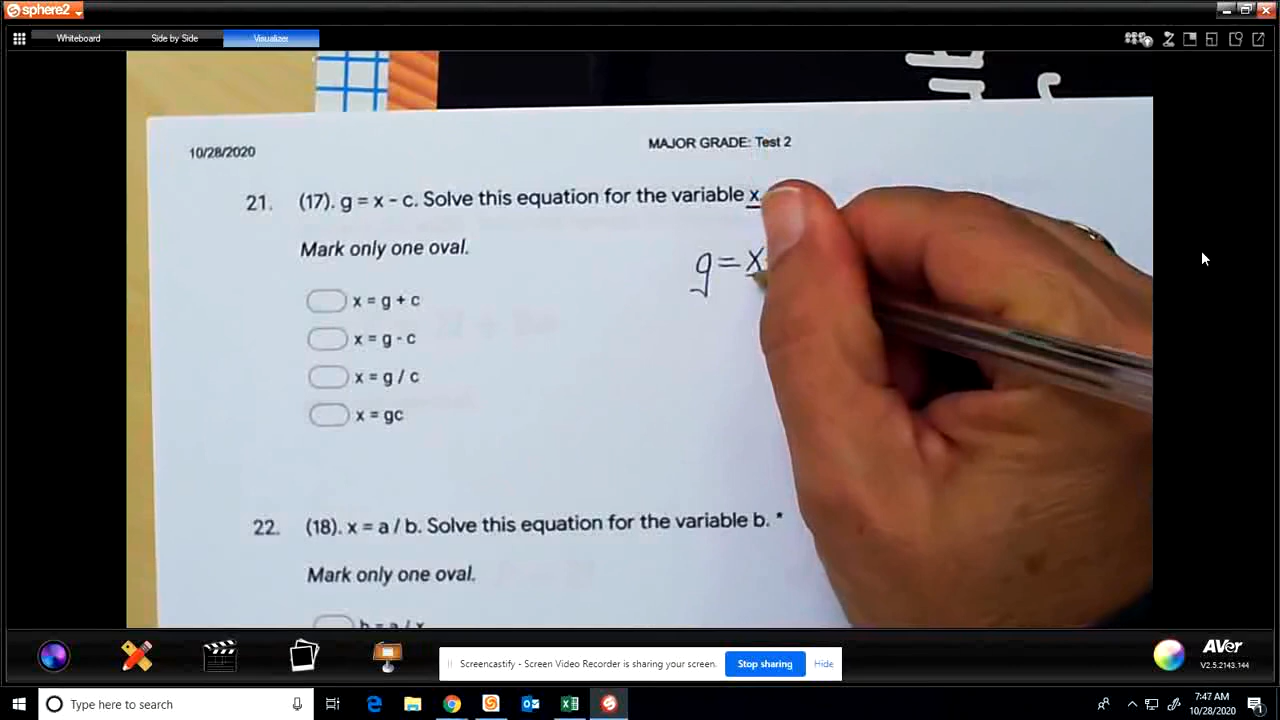 sphere2
Whiteboard Side by Side Visualizer
10/28/2020 MAJOR GRADE: Test 2
21. (17). g = x - c. Solve this equation for the variable x
Mark only one oval.
g = x
x = g + c
x = g - c
x = g / c
x = gc
22. (18). x = a / b. Solve this equation for the variable b. *
Mark only one oval.
b = a / x
Screencastify - Screen Video Recorder is sharing your screen. Stop sharing Hide
AVer
V2.5.2143.144
Type here to search
1:47 AM
10/28/2020